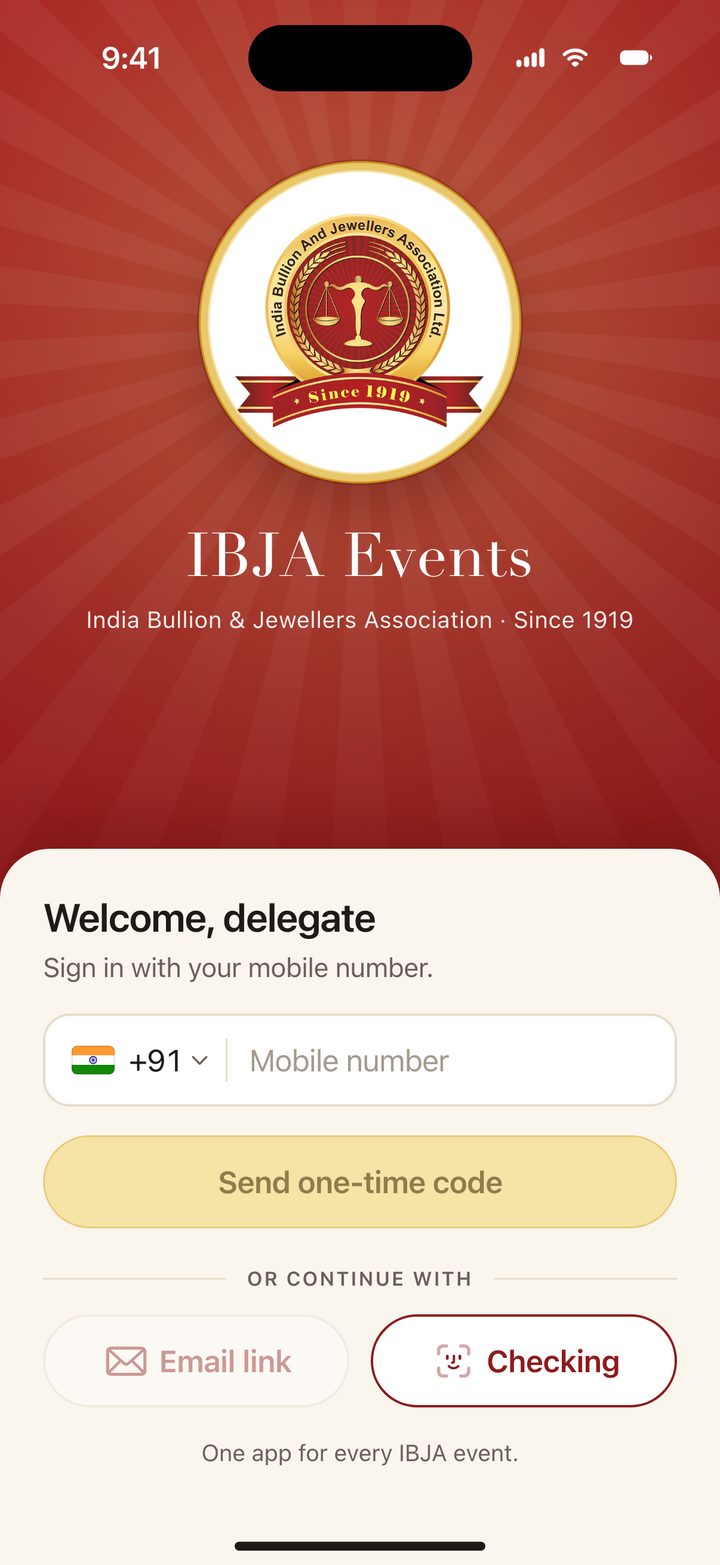 9:41
India Bullion And Jewellers Association Ltd.
Since 1919
IBJA Events
India Bullion & Jewellers Association · Since 1919
Welcome, delegate
Sign in with your mobile number.
+91 Mobile number
Send one-time code
OR CONTINUE WITH
Email link Checking
One app for every IBJA event.